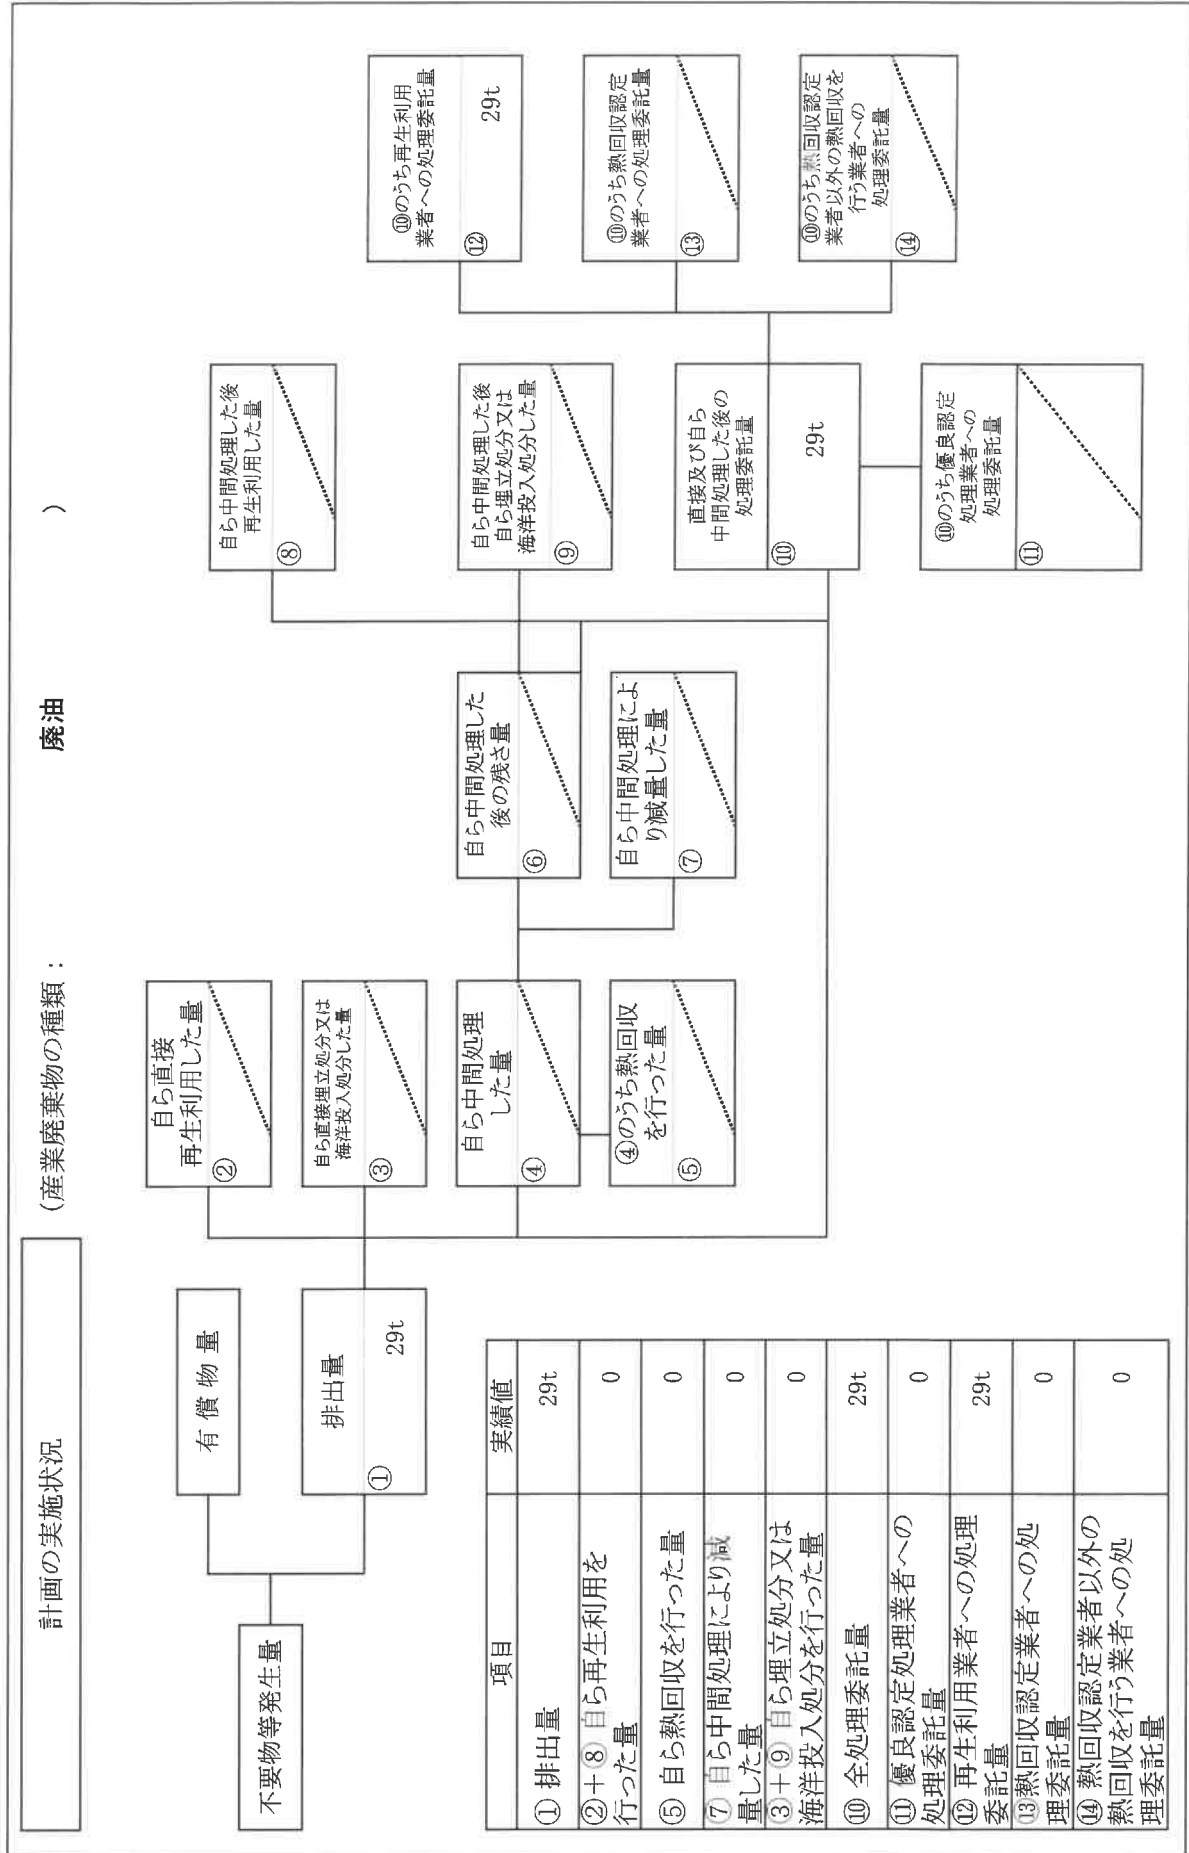 計画の実施状況
(産業廃棄物の種類： 廃油 )
不要物等発生量
有償物量
排出量
① 29t
自ら直接
再生利用した量
②
自ら直接埋立処分又は
海洋投入処分した量
③
自ら中間処理
した量
④
④のうち熱回収
を行った量
⑤
自ら中間処理した
後の残さ量
⑥
自ら中間処理によ
り減量した量
⑦
自ら中間処理した後
再生利用した量
⑧
自ら中間処理した後
自ら埋立処分又は
海洋投入処分した量
⑨
直接及び自ら
中間処理した後の
処理委託量
⑩ 29t
⑩のうち優良認定
処理業者への
処理委託量
⑪
⑩のうち再生利用
業者への処理委託量
⑫ 29t
⑩のうち熱回収認定
業者への処理委託量
⑬
⑩のうち熱回収認定
業者以外の熱回収を
行う業者への
処理委託量
⑭
項目 実績値
① 排出量 29t
②＋⑧ 自ら再生利用を
行った量 0
⑤ 自ら熱回収を行った量 0
⑦ 自ら中間処理により減
量した量 0
③＋⑨ 自ら埋立処分又は
海洋投入処分を行った量 0
⑩ 全処理委託量 29t
⑪ 優良認定処理業者への
処理委託量 0
⑫ 再生利用業者への処理
委託量 29t
⑬熱回収認定業者への処
理委託量 0
⑭ 熱回収認定業者以外の
熱回収を行う業者への処
理委託量 0